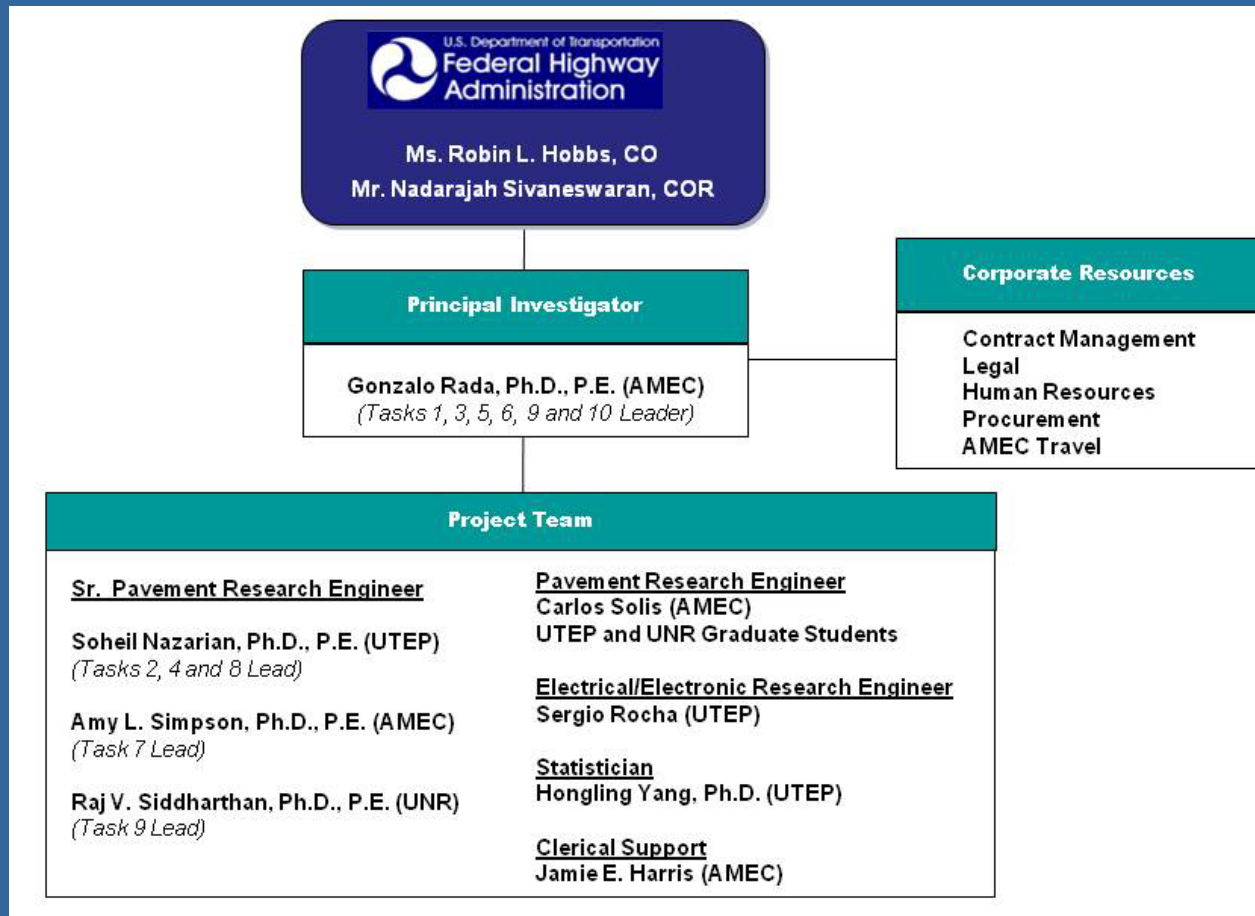 U.S. Department of Transportation
Federal Highway
Administration
Ms. Robin L. Hobbs, CO
Mr. Nadarajah Sivaneswaran, COR
Principal Investigator
Gonzalo Rada, Ph.D., P.E. (AMEC)
(Tasks 1, 3, 5, 6, 9 and 10 Leader)
Corporate Resources
Contract Management
Legal
Human Resources
Procurement
AMEC Travel
Project Team
Sr. Pavement Research Engineer
Soheil Nazarian, Ph.D., P.E. (UTEP)
(Tasks 2, 4 and 8 Lead)
Amy L. Simpson, Ph.D., P.E. (AMEC)
(Task 7 Lead)
Raj V. Siddharthan, Ph.D., P.E. (UNR)
(Task 9 Lead)
Pavement Research Engineer
Carlos Solis (AMEC)
UTEP and UNR Graduate Students
Electrical/Electronic Research Engineer
Sergio Rocha (UTEP)
Statistician
Hongling Yang, Ph.D. (UTEP)
Clerical Support
Jamie E. Harris (AMEC)